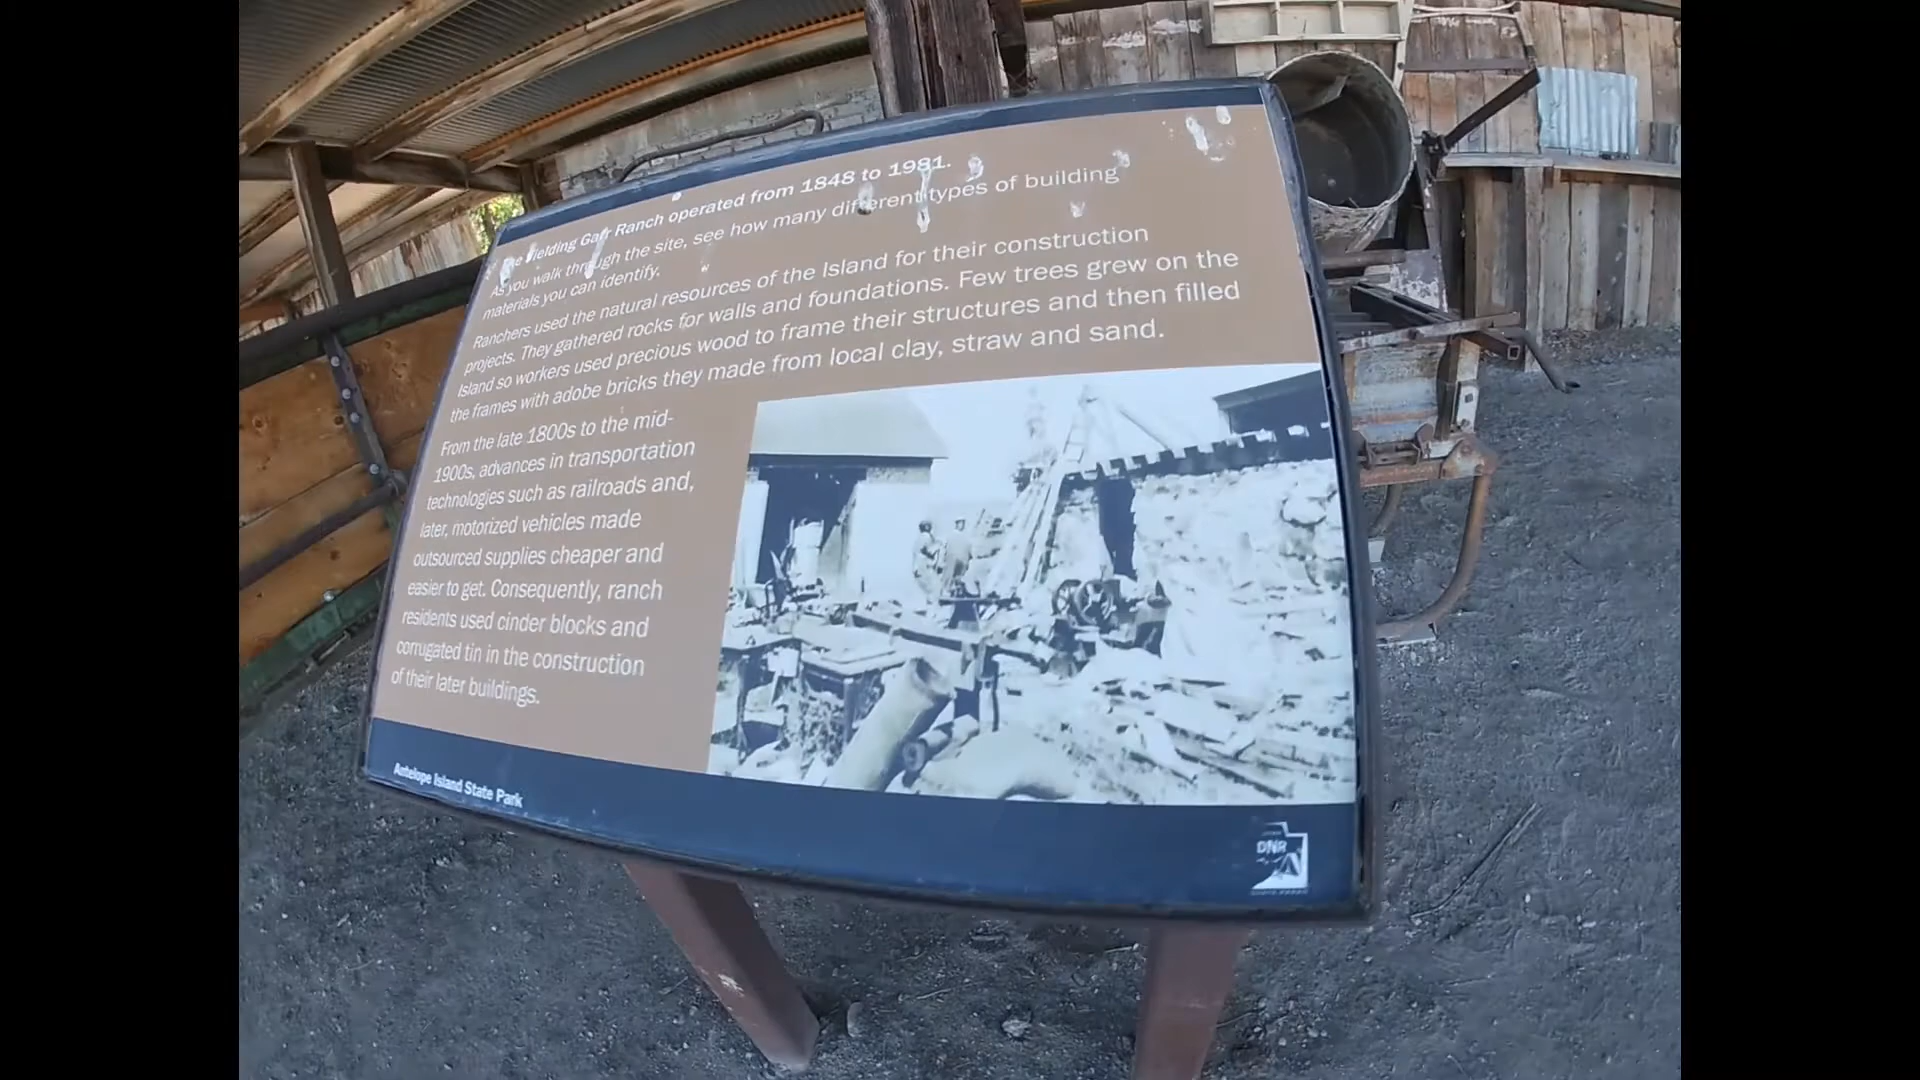 The Fielding Garr Ranch operated from 1848 to 1981.
As you walk through the site, see how many different types of building
materials you can identify.
Ranchers used the natural resources of the Island for their construction
projects. They gathered rocks for walls and foundations. Few trees grew on the
Island so workers used precious wood to frame their structures and then filled
the frames with adobe bricks they made from local clay, straw and sand.
From the late 1800s to the mid-
1900s, advances in transportation
technologies such as railroads and,
later, motorized vehicles made
outsourced supplies cheaper and
easier to get. Consequently, ranch
residents used cinder blocks and
corrugated tin in the construction
of their later buildings.
Antelope Island State Park
DNR